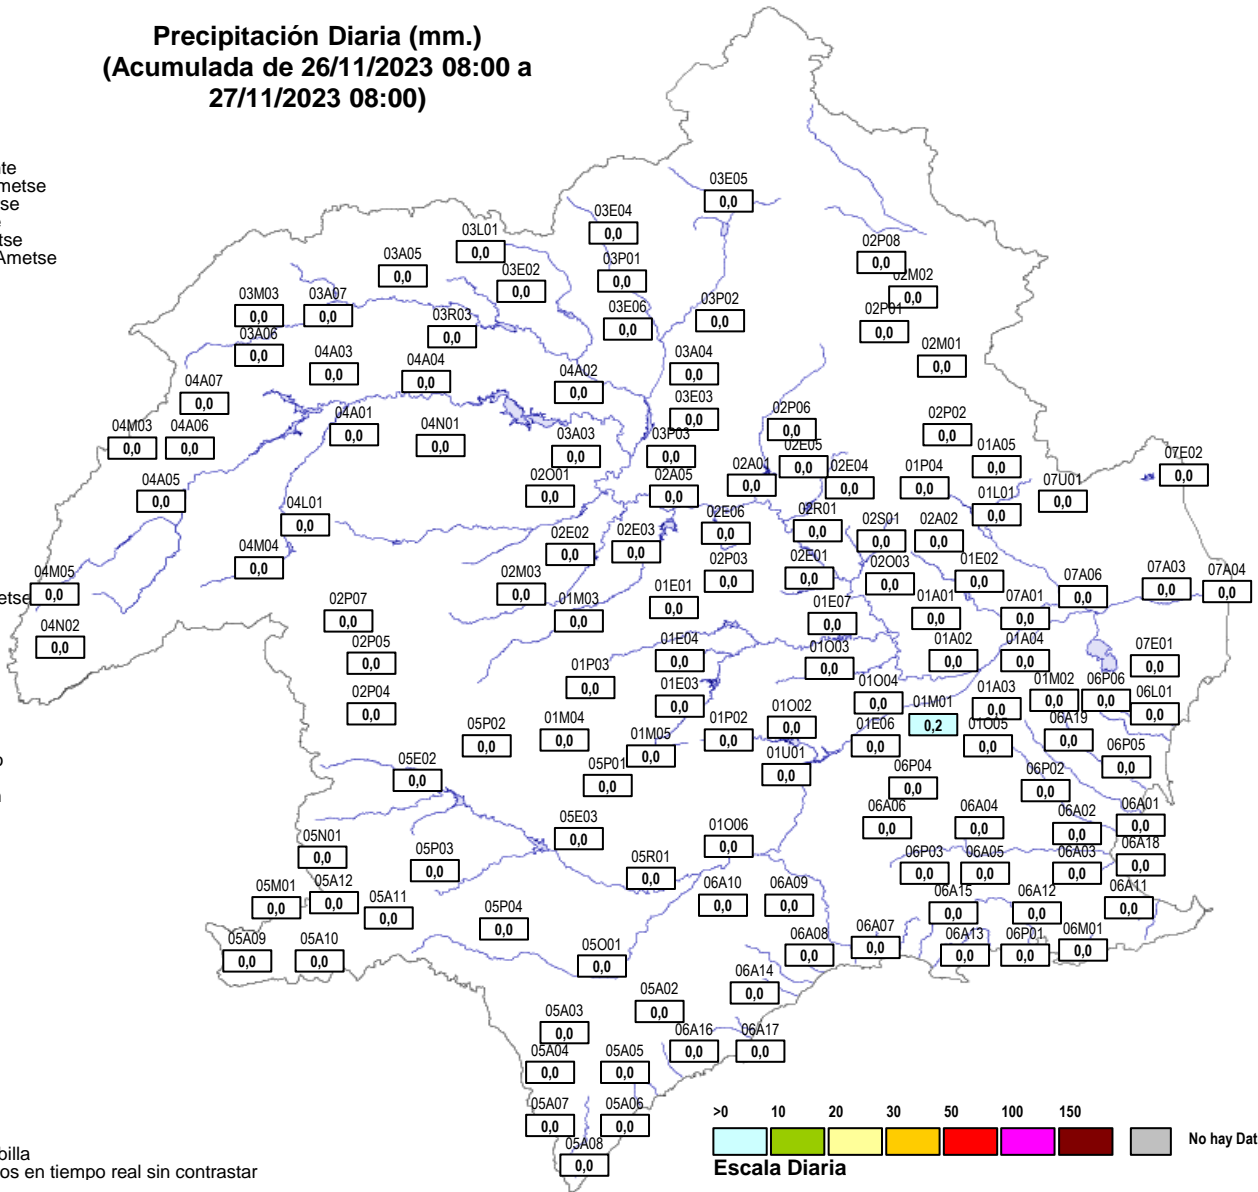 Precipitación Diaria (mm.)
(Acumulada de 26/11/2023 08:00 a
27/11/2023 08:00)
03E05
0,0
03E04
0,0
03L01
0,0
03A05
0,0
03E02
0,0
03P01
0,0
02P08
0,0
02M02
0,0
03M03
0,0
03A07
0,0
03R03
0,0
03E06
0,0
03P02
0,0
02P01
0,0
03A06
0,0
04A03
0,0
04A04
0,0
04A02
0,0
03A04
0,0
02M01
0,0
04A07
0,0
03E03
0,0
04M03
0,0
04A06
0,0
04A01
0,0
04N01
0,0
03A03
0,0
03P03
0,0
02P06
0,0
02E05
0,0
02P02
0,0
01A05
0,0
07E02
0,0
04A05
0,0
02O01
0,0
02A05
0,0
02A01
0,0
02E04
0,0
01P04
0,0
01L01
0,0
07U01
0,0
04L01
0,0
02E06
0,0
02R01
0,0
02S01
0,0
02A02
0,0
04M04
0,0
02E02
0,0
02E03
0,0
02P03
0,0
02E01
0,0
02O03
0,0
01E02
0,0
04M05
0,0
02M03
0,0
01M03
0,0
01E01
0,0
01E07
0,0
01A01
0,0
07A01
0,0
07A06
0,0
07A03
0,0
07A04
0,0
04N02
0,0
02P07
0,0
02P05
0,0
01E04
0,0
01O03
0,0
01A02
0,0
01A04
0,0
07E01
0,0
02P04
0,0
01P03
0,0
01E03
0,0
01O04
0,0
01M01
0,2
01A03
0,0
01M02
0,0
06P06
0,0
06L01
0,0
05P02
0,0
01M04
0,0
01M05
0,0
01P02
0,0
01O02
0,0
01E06
0,0
01O05
0,0
06A19
0,0
05E02
0,0
05P01
0,0
01U01
0,0
06P04
0,0
06P02
0,0
06P05
0,0
05N01
0,0
05P03
0,0
05E03
0,0
01O06
0,0
06A06
0,0
06A04
0,0
06A02
0,0
06A01
0,0
05R01
0,0
06P03
0,0
06A05
0,0
06A03
0,0
06A18
0,0
05M01
0,0
05A12
0,0
05A11
0,0
06A10
0,0
06A09
0,0
06A15
0,0
06A12
0,0
06A11
0,0
05P04
0,0
05A09
0,0
05A10
0,0
05O01
0,0
06A08
0,0
06A07
0,0
06A13
0,0
06P01
0,0
06M01
0,0
05A02
0,0
06A14
0,0
05A03
0,0
06A16
0,0
06A17
0,0
05A04
0,0
05A05
0,0
05A07
0,0
05A06
0,0
05A08
0,0
>0 10 20 30 50 100 150
No hay Dat
Escala Diaria
nte
metse
se
tse
Ametse
etse
billa
os en tiempo real sin contrastar